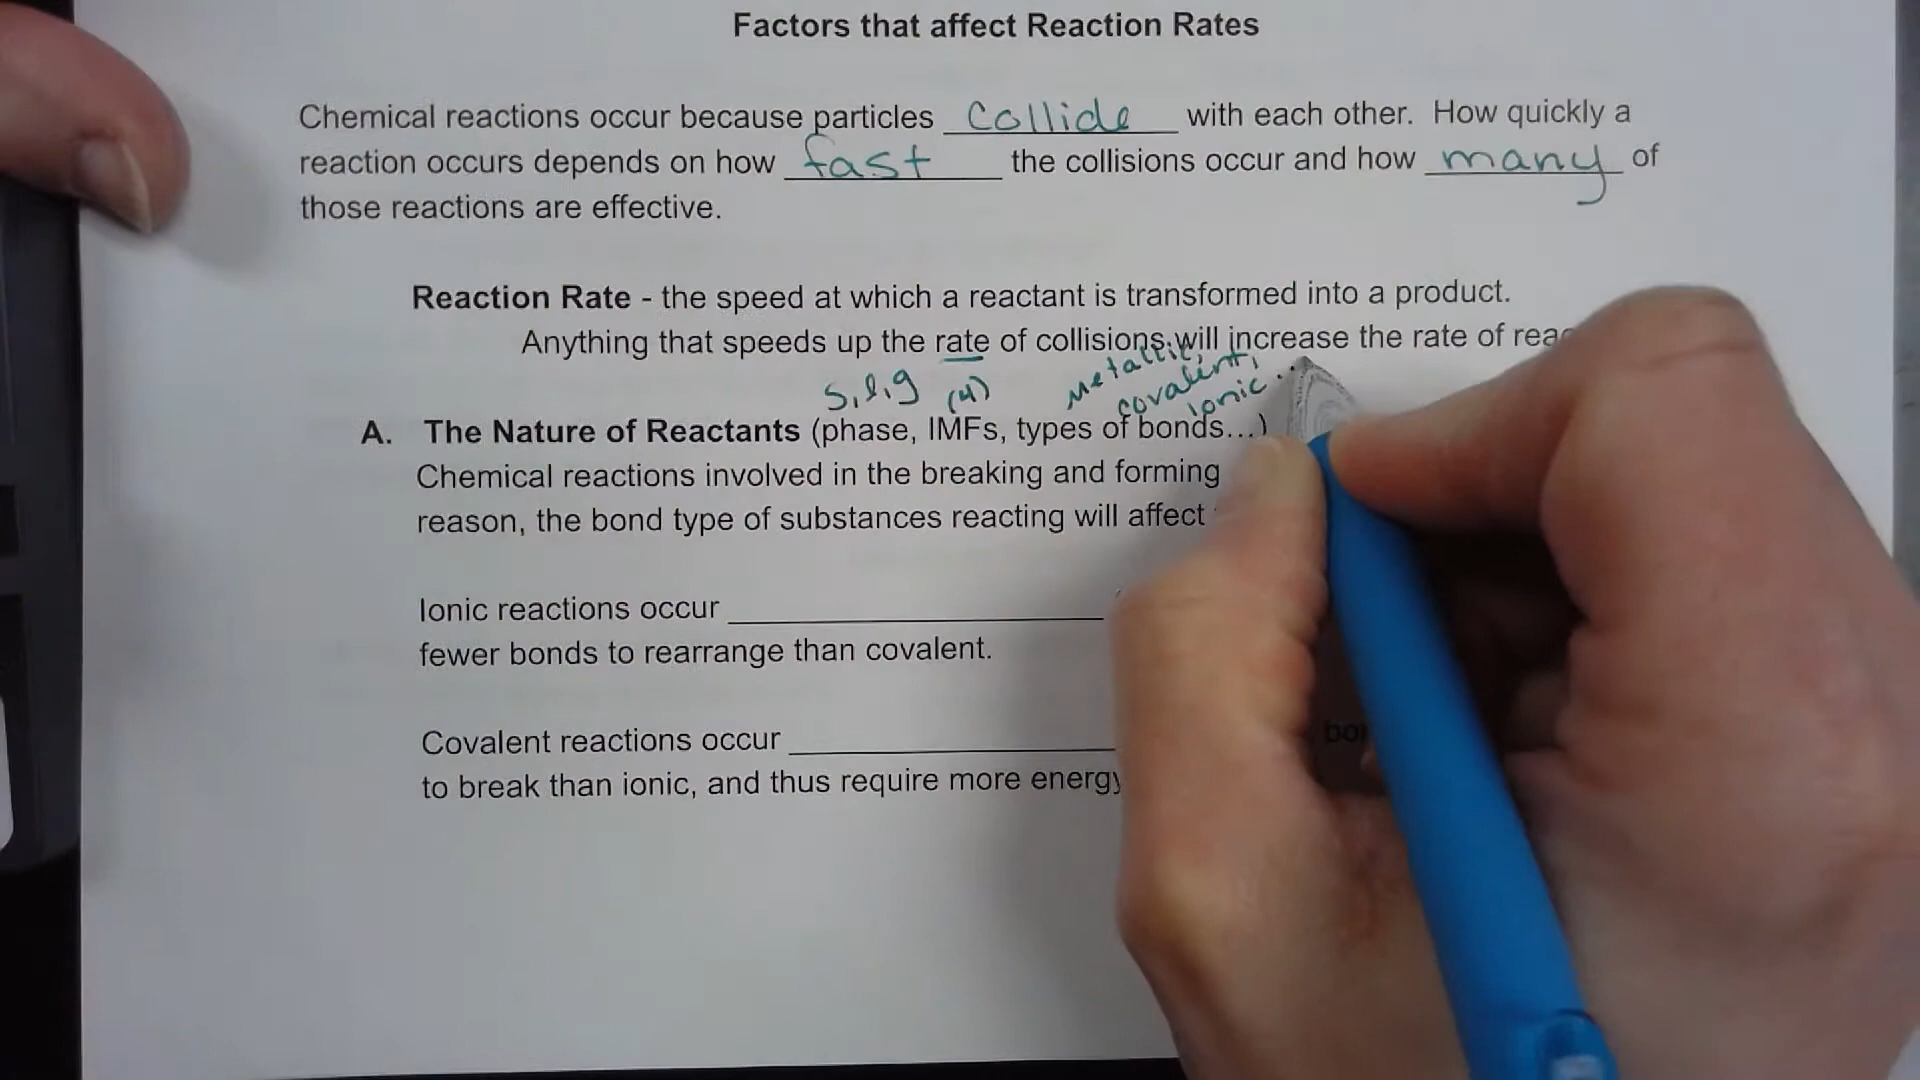 Factors that affect Reaction Rates
Chemical reactions occur because particles collide with each other. How quickly a
reaction occurs depends on how fast the collisions occur and how many of
those reactions are effective.
Reaction Rate - the speed at which a reactant is transformed into a product.
Anything that speeds up the rate of collisions will increase the rate of reac
metallic,
covalent,
s, l, g (4) ionic...
A. The Nature of Reactants (phase, IMFs, types of bonds...)
Chemical reactions involved in the breaking and forming
reason, the bond type of substances reacting will affect
Ionic reactions occur
fewer bonds to rearrange than covalent.
Covalent reactions occur
to break than ionic, and thus require more energy